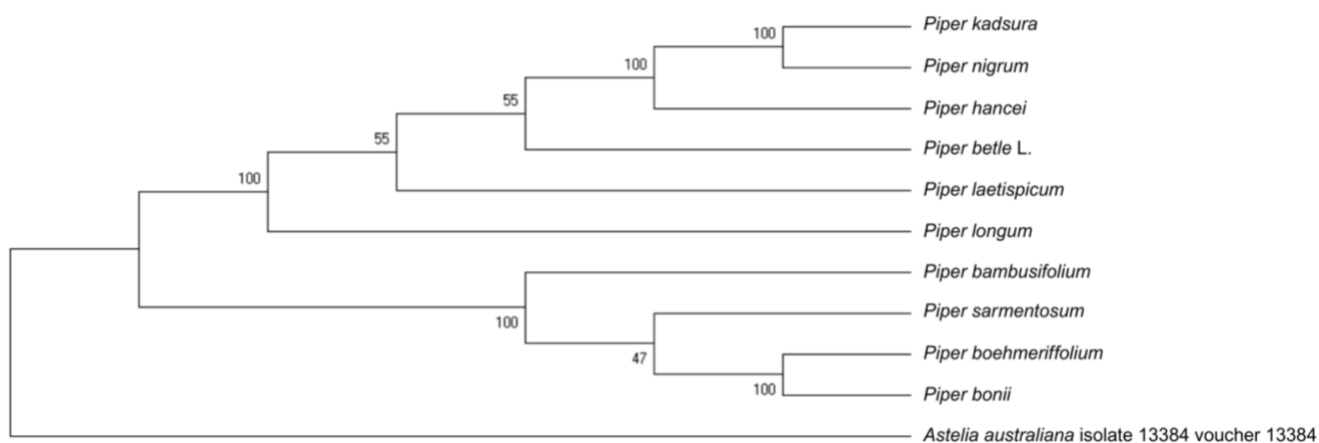 Piper kadsura
100
Piper nigrum
100
Piper hancei
55
Piper betle L.
55
Piper laetispicum
100
Piper longum
Piper bambusifolium
100
Piper sarmentosum
47
Piper boehmeriffolium
100
Piper bonii
Astelia australiana isolate 13384 voucher 13384